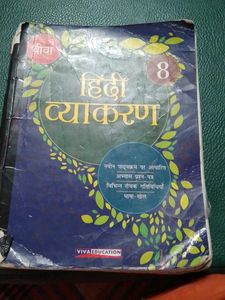 वीवा
हिंदी
8
व्याकरण
नवीन पाठ्यक्रम पर आधारित
अभ्यास प्रश्न-पत्र
विभिन्न रोचक गतिविधियाँ
भाषा-खेल
VIVA EDUCATION